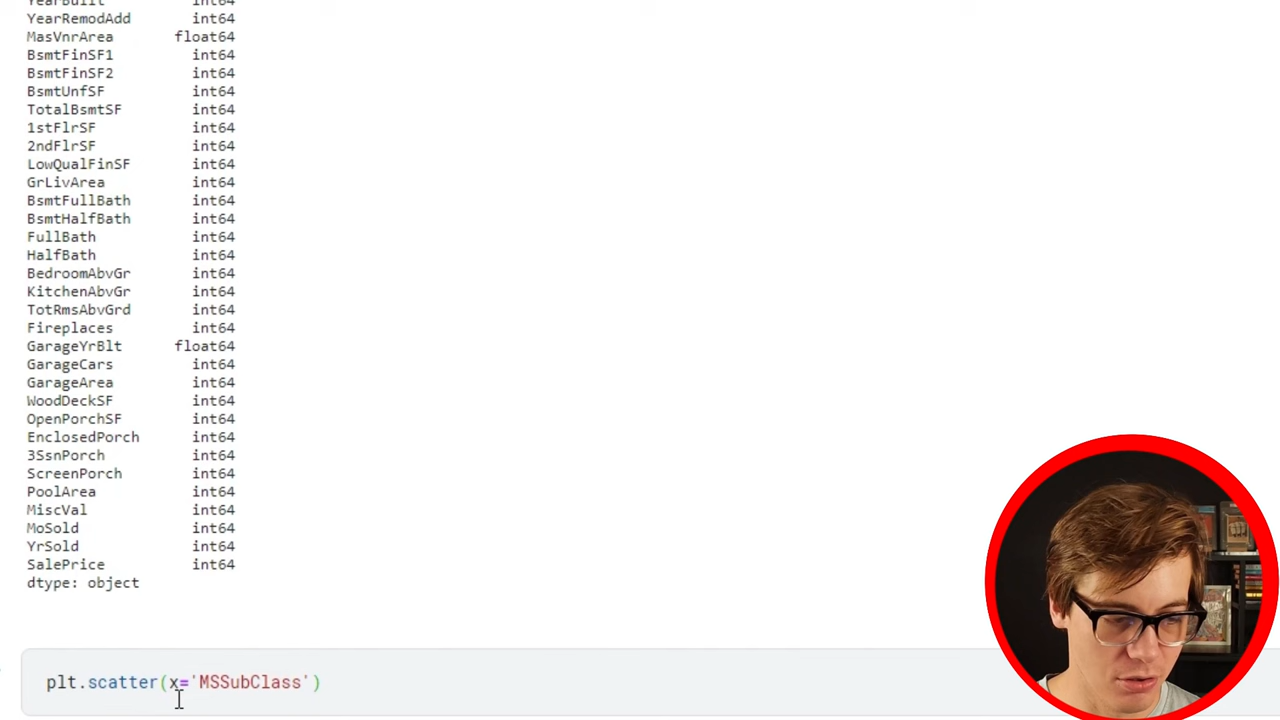 YearBuilt int64
YearRemodAdd int64
MasVnrArea float64
BsmtFinSF1 int64
BsmtFinSF2 int64
BsmtUnfSF int64
TotalBsmtSF int64
1stFlrSF int64
2ndFlrSF int64
LowQualFinSF int64
GrLivArea int64
BsmtFullBath int64
BsmtHalfBath int64
FullBath int64
HalfBath int64
BedroomAbvGr int64
KitchenAbvGr int64
TotRmsAbvGrd int64
Fireplaces int64
GarageYrBlt float64
GarageCars int64
GarageArea int64
WoodDeckSF int64
OpenPorchSF int64
EnclosedPorch int64
3SsnPorch int64
ScreenPorch int64
PoolArea int64
MiscVal int64
MoSold int64
YrSold int64
SalePrice int64
dtype: object
plt.scatter(x='MSSubClass')